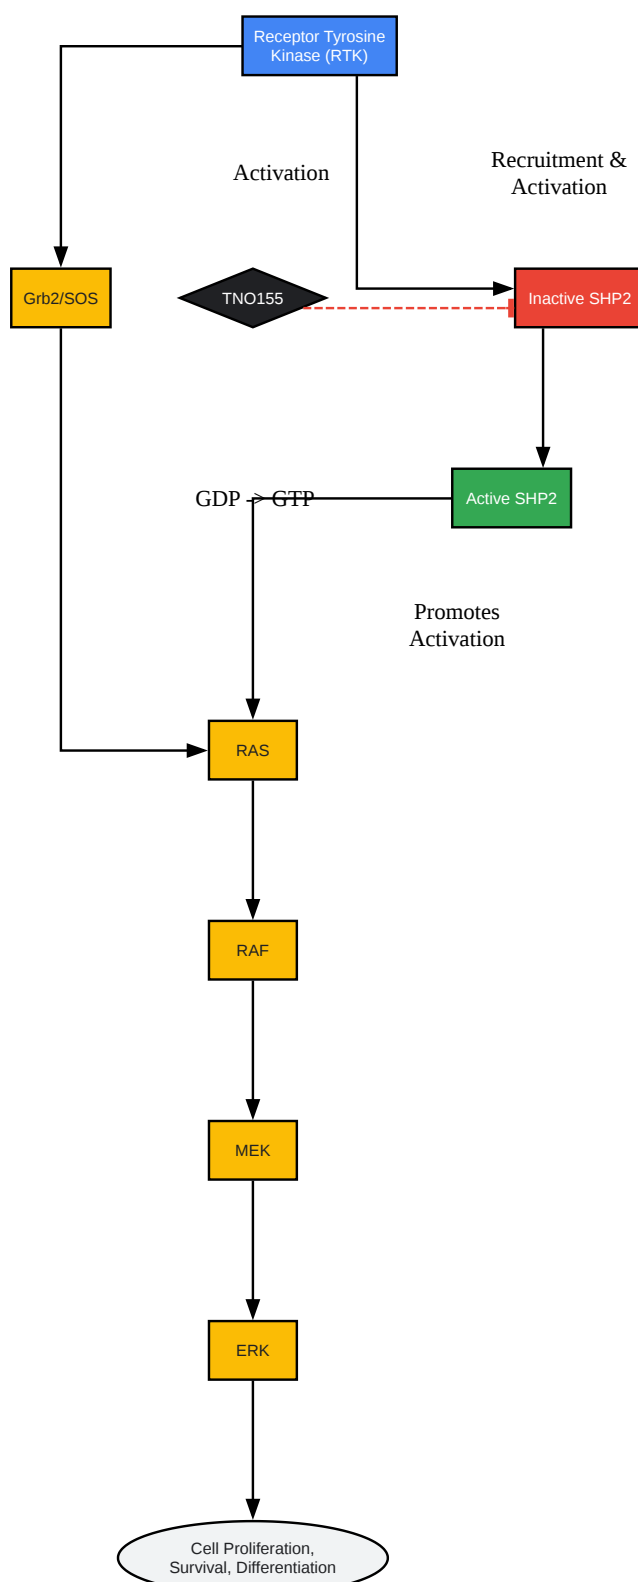 Receptor Tyrosine
Kinase (RTK)
Activation
Recruitment &
Activation
Grb2/SOS
TNO155
Inactive SHP2
GDP -> GTP
Active SHP2
Promotes
Activation
RAS
RAF
MEK
ERK
Cell Proliferation,
Survival, Differentiation